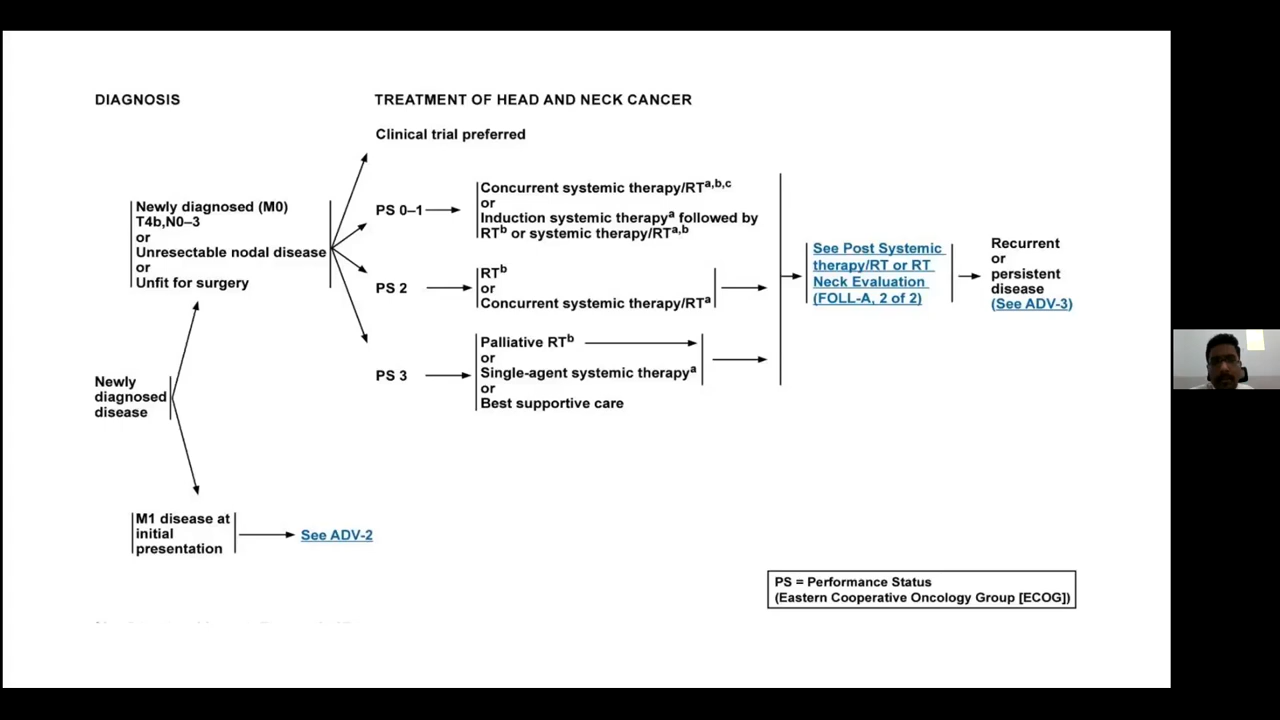 DIAGNOSIS
TREATMENT OF HEAD AND NECK CANCER
Clinical trial preferred
Newly diagnosed (M0)
T4b,N0–3
or
Unresectable nodal disease
or
Unfit for surgery
PS 0–1
Concurrent systemic therapy/RTa,b,c
or
Induction systemic therapya followed by
RTb or systemic therapy/RTa,b
PS 2
RTb
or
Concurrent systemic therapy/RTa
PS 3
Palliative RTb
or
Single-agent systemic therapya
or
Best supportive care
See Post Systemic
therapy/RT or RT
Neck Evaluation
(FOLL-A, 2 of 2)
Recurrent
or
persistent
disease
(See ADV-3)
Newly
diagnosed
disease
M1 disease at
initial
presentation
See ADV-2
PS = Performance Status
(Eastern Cooperative Oncology Group [ECOG])